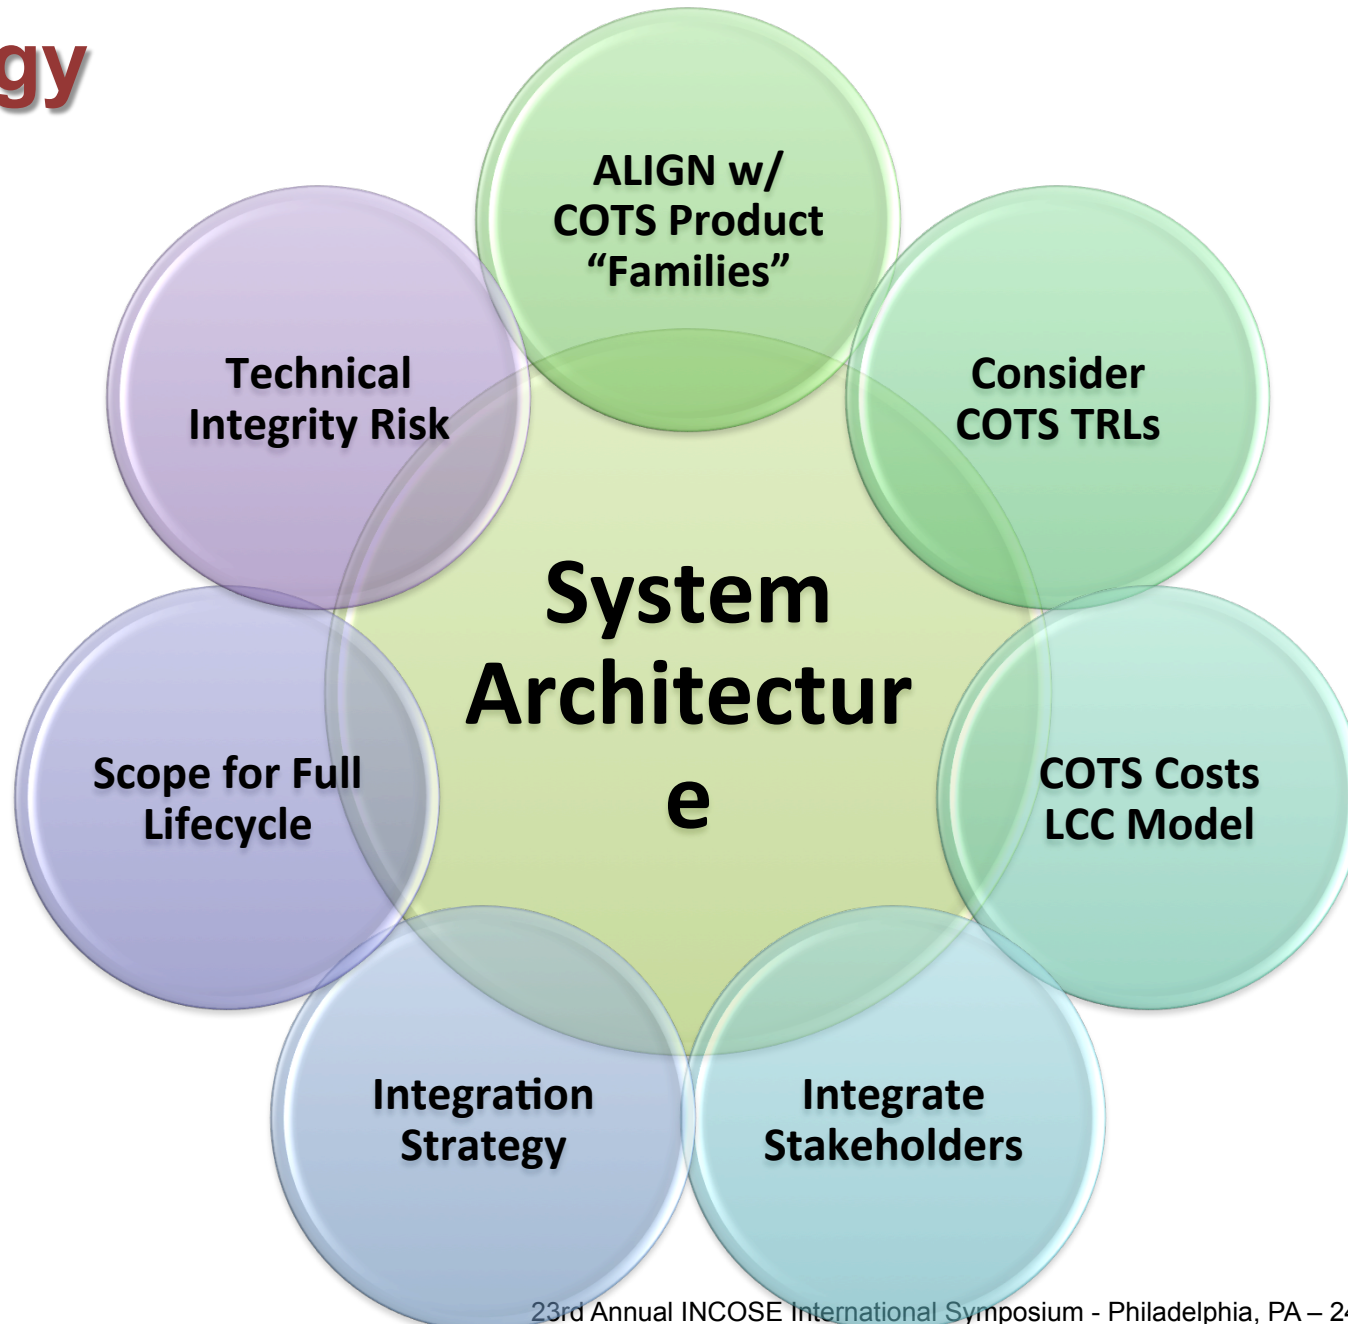 gy
ALIGN w/
COTS Product
“Families”
Technical
Integrity Risk
Consider
COTS TRLs
System
Architectur
e
Scope for Full
Lifecycle
COTS Costs
LCC Model
Integration
Strategy
Integrate
Stakeholders
23rd Annual INCOSE International Symposium - Philadelphia, PA – 24